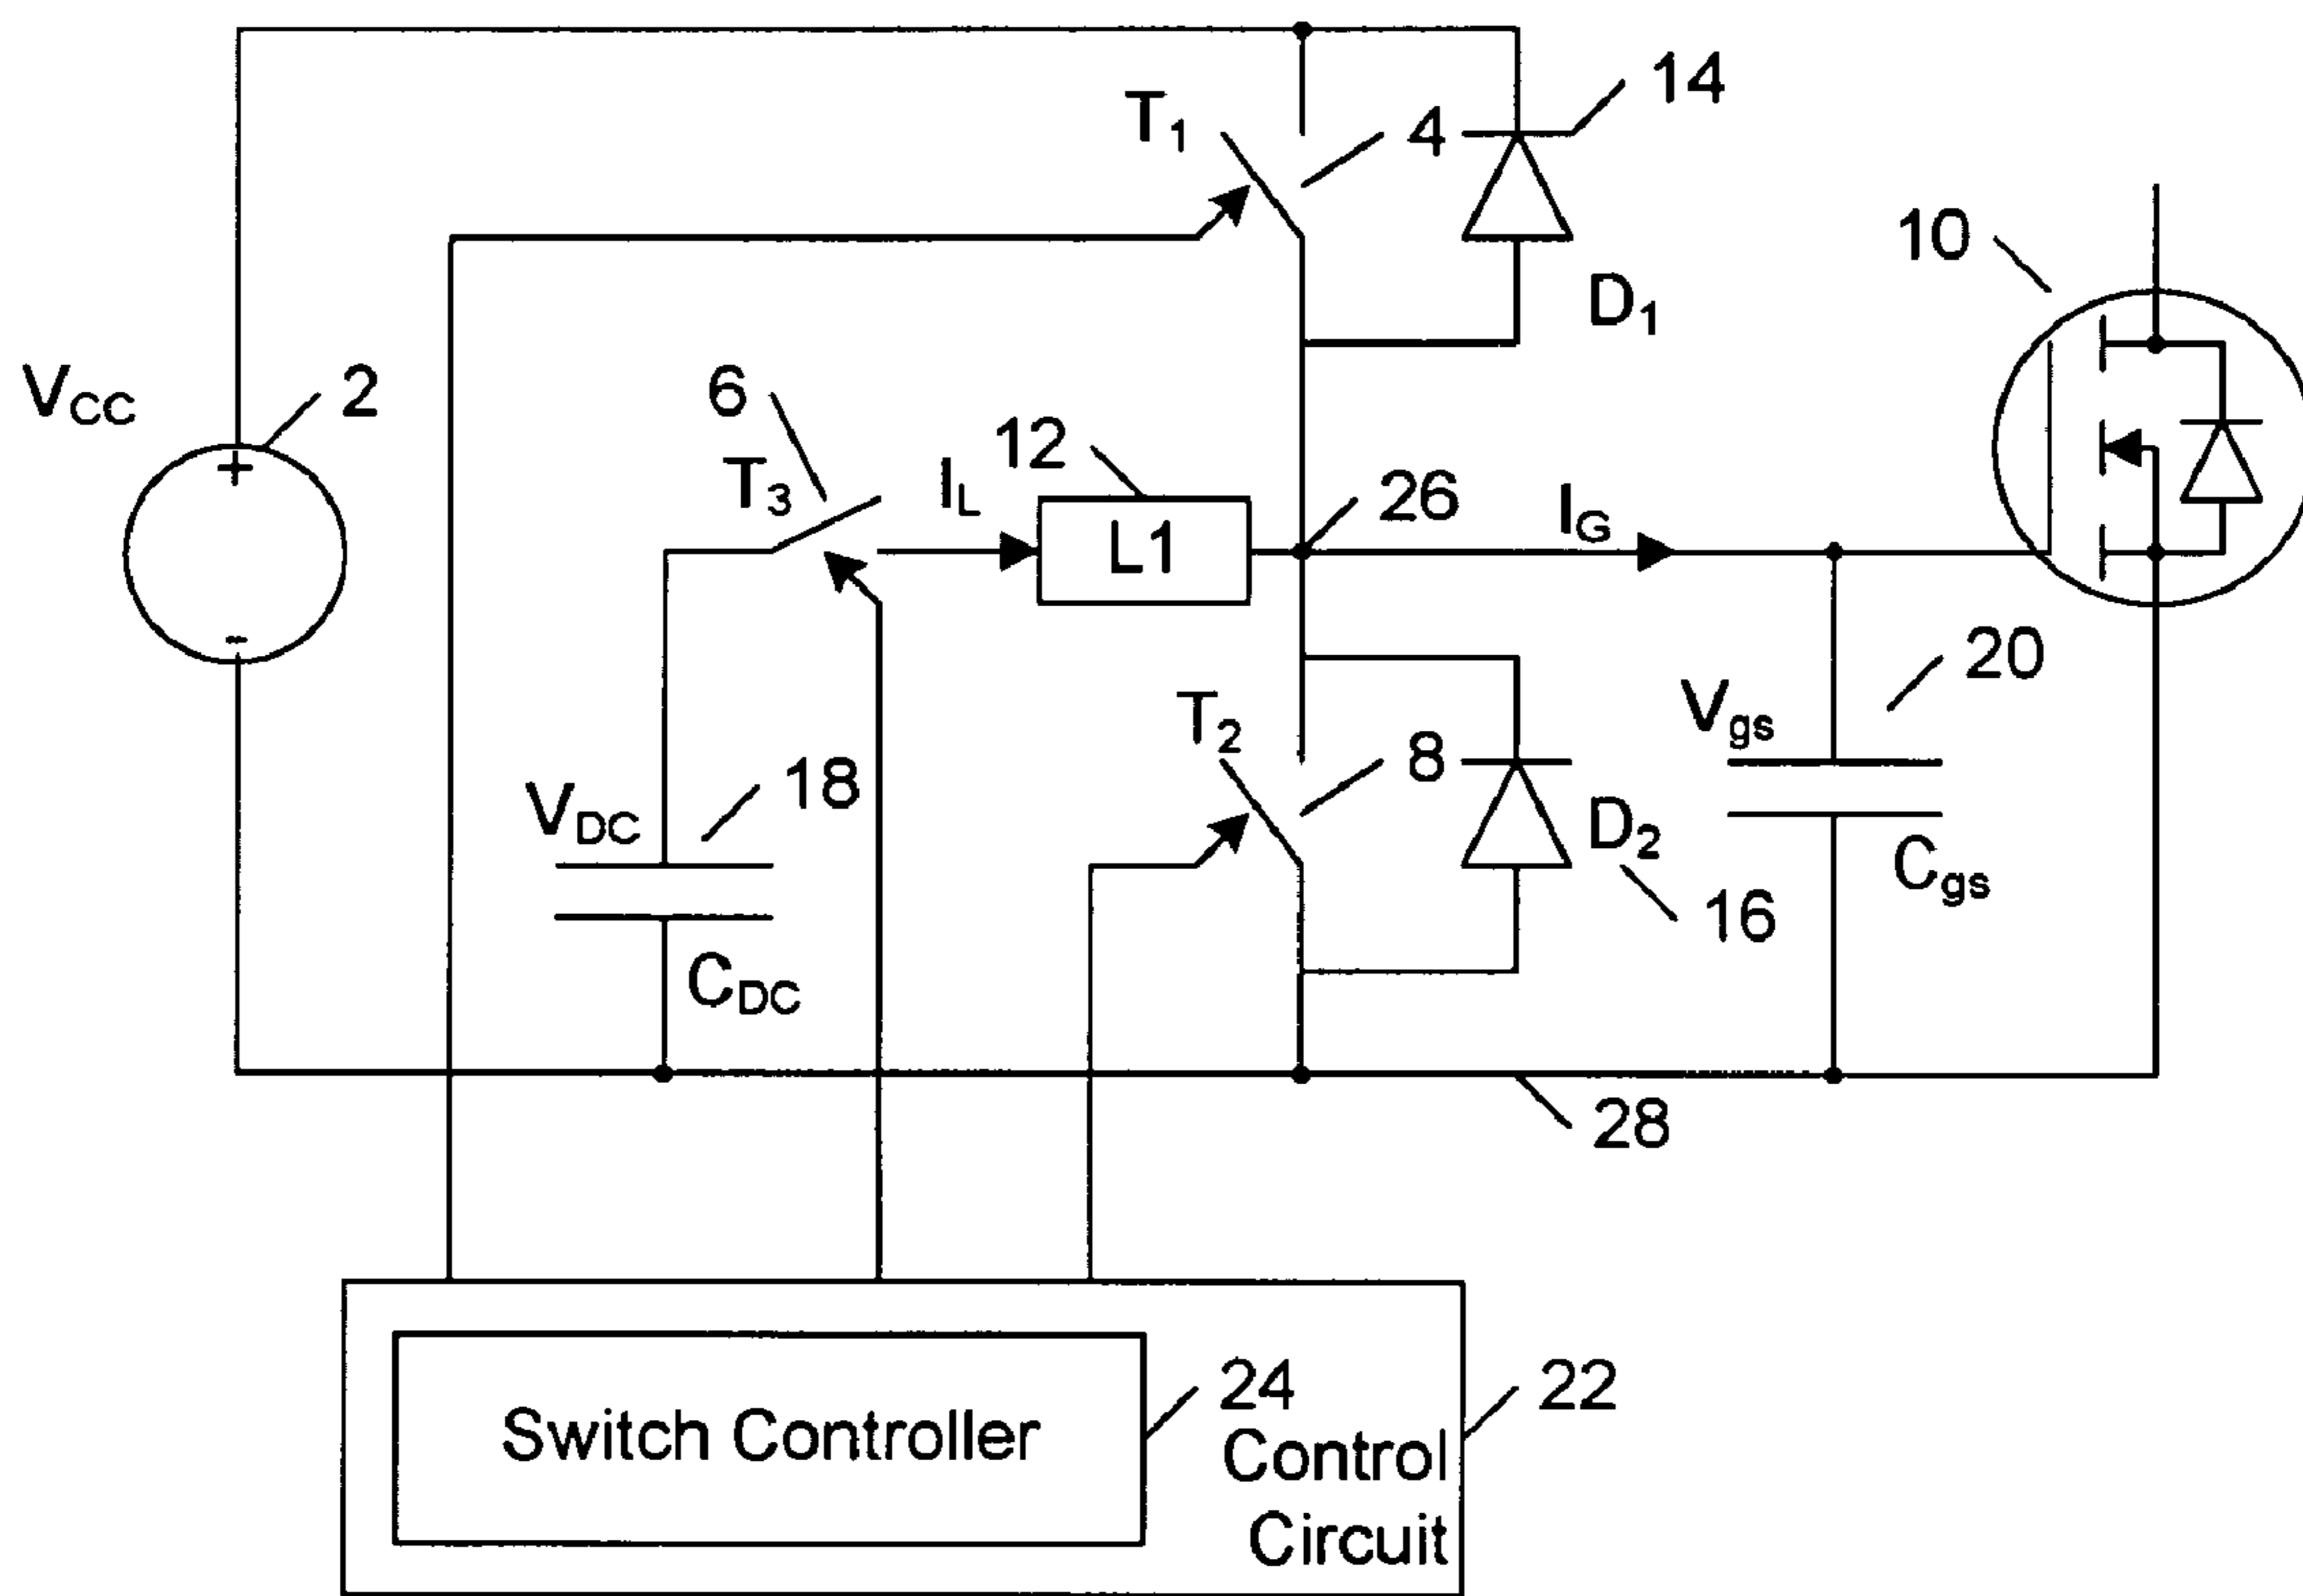 14
T1
4
10
D1
VCC
2
6
12
T3
IL
26
IG
+
L1
-
20
T2
Vgs
8
18
VDC
D2
Cgs
16
CDC
28
24
22
Switch Controller
Control
Circuit